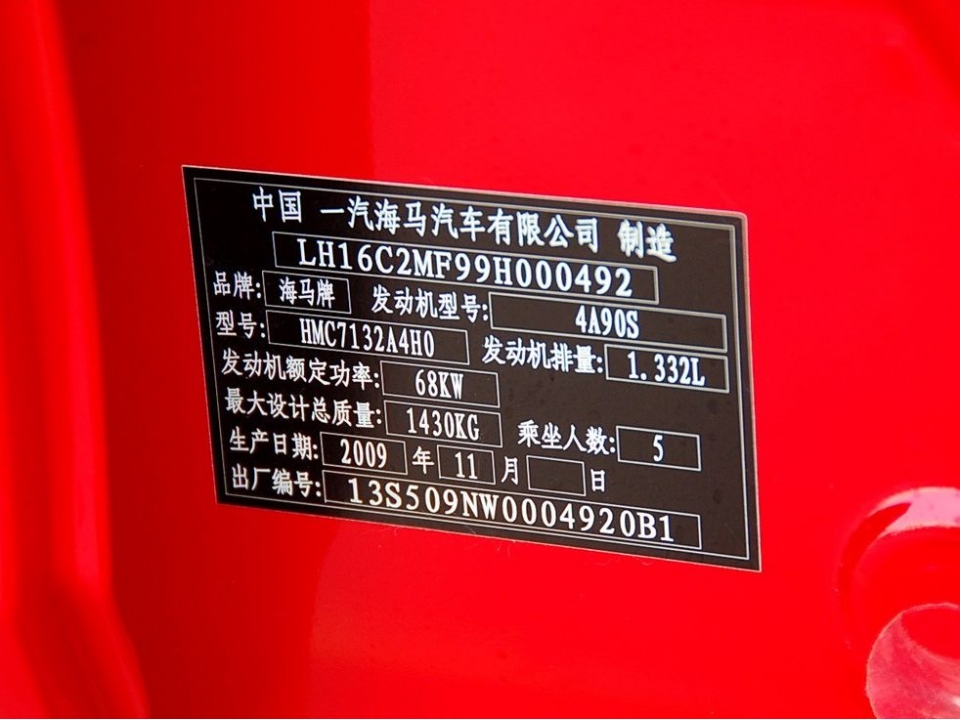 中国 一汽海马汽车有限公司 制造
LH16C2MF99H000492
品牌: 海马牌 发动机型号: 4A90S
型号: HMC7132A4H0 发动机排量: 1.332L
发动机额定功率: 68KW
最大设计总质量: 1430KG 乘坐人数: 5
生产日期: 2009 年 11 月 日
出厂编号: 13S509NW0004920B1